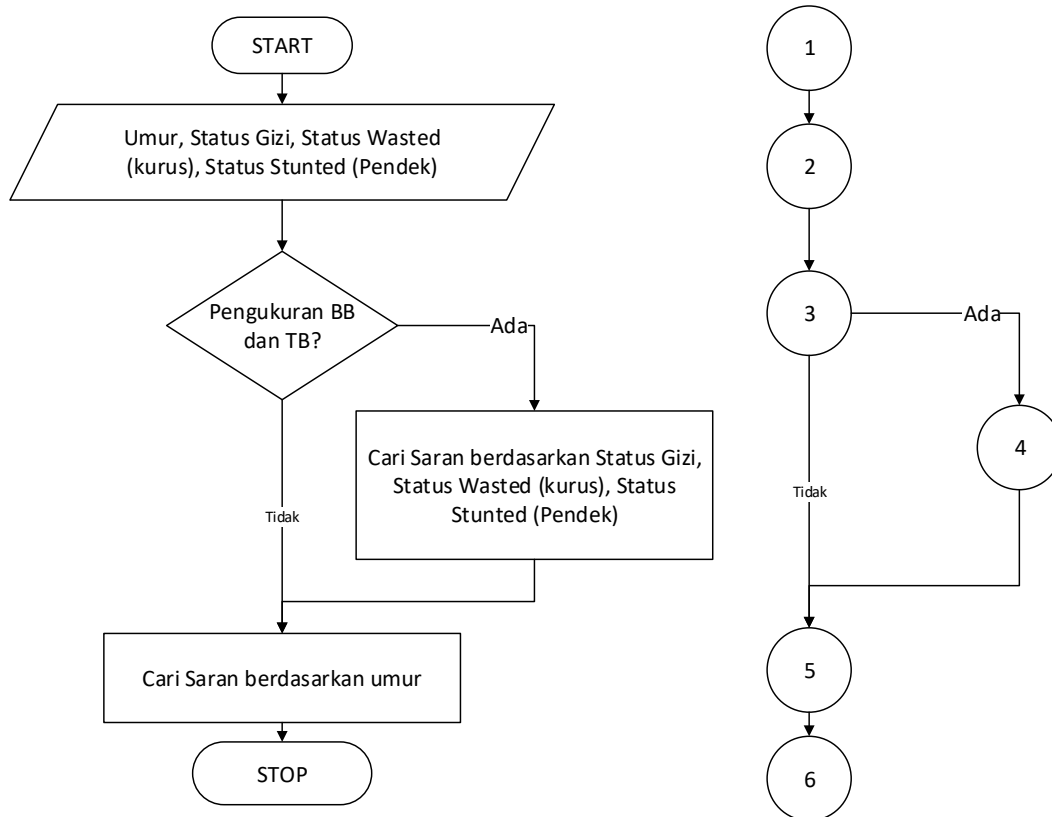 START
Umur, Status Gizi, Status Wasted
(kurus), Status Stunted (Pendek)
Pengukuran BB
dan TB?
Ada
Cari Saran berdasarkan Status Gizi,
Status Wasted (kurus), Status
Stunted (Pendek)
Tidak
Cari Saran berdasarkan umur
STOP
1
2
3
Ada
4
Tidak
5
6